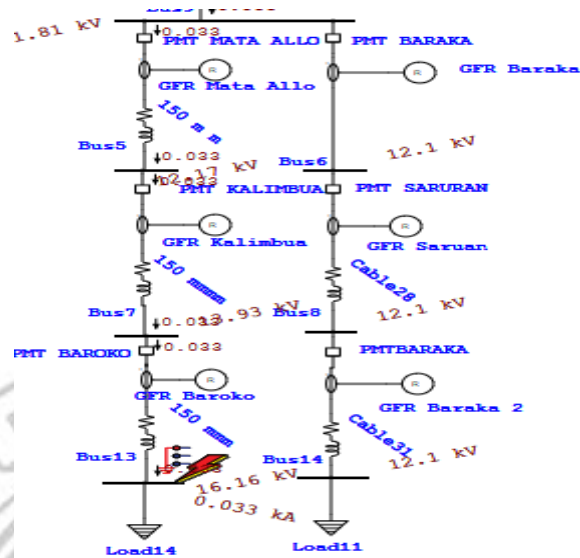 1.81 kV
0.033
PMT MATA ALLO
PMT BARAKA
R
R
GFR Baraka
GFR Mata Allo
150 m m
Bus5
Bus6
12.1 kV
0.033
PMT KALIMBUA
PMT SARURAN
R
R
GFR Kalimbua
GFR Saruan
150 mmmm
Cable28
Bus7
Bus8
12.1 kV
0.033
PMT BAROKO
PMTBARAKA
R
R
GFR Baroko
GFR Baraka 2
150 mmm
Cable31
Bus13
Bus14
12.1 kV
16.16 kV
0.033 kA
Load14
Load11